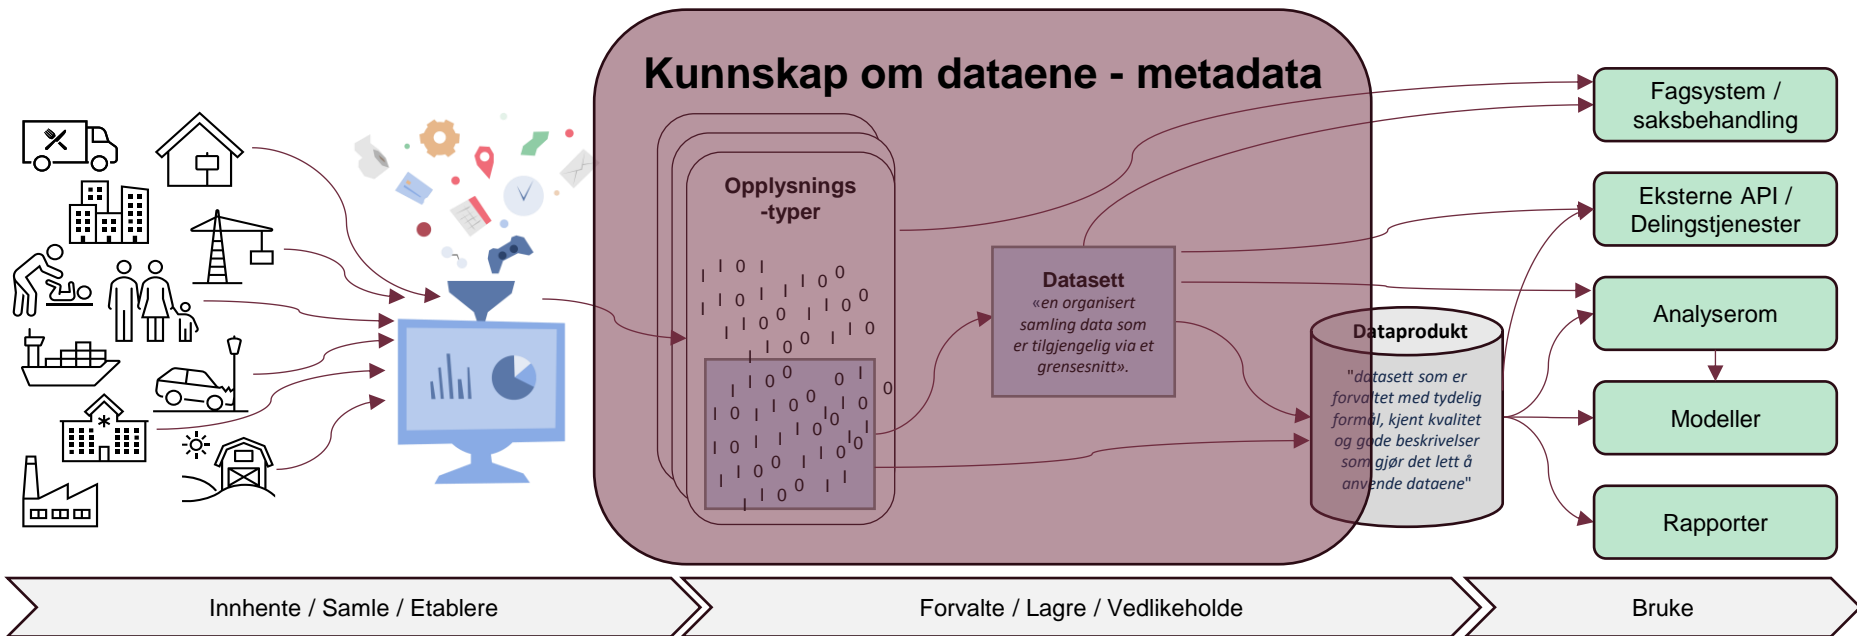 Kunnskap om dataene - metadata
Opplysnings
-typer
I I O I
I I I O O
I I O I
I O O
I O O
I I O
I O O
O I
I O I
I O O
O
I O I
I O O
I O I
I I O O
I I
I I O O
I
Datasett
«en organisert
samling data som
er tilgjengelig via et
grensesnitt».
Dataprodukt
"datasett som er
forvaltet med tydelig
formål, kjent kvalitet
og gode beskrivelser
som gjør det lett å
anvende dataene"
Fagsystem /
saksbehandling
Eksterne API /
Delingstjenester
Analyserom
Modeller
Rapporter
Innhente / Samle / Etablere
Forvalte / Lagre / Vedlikeholde
Bruke